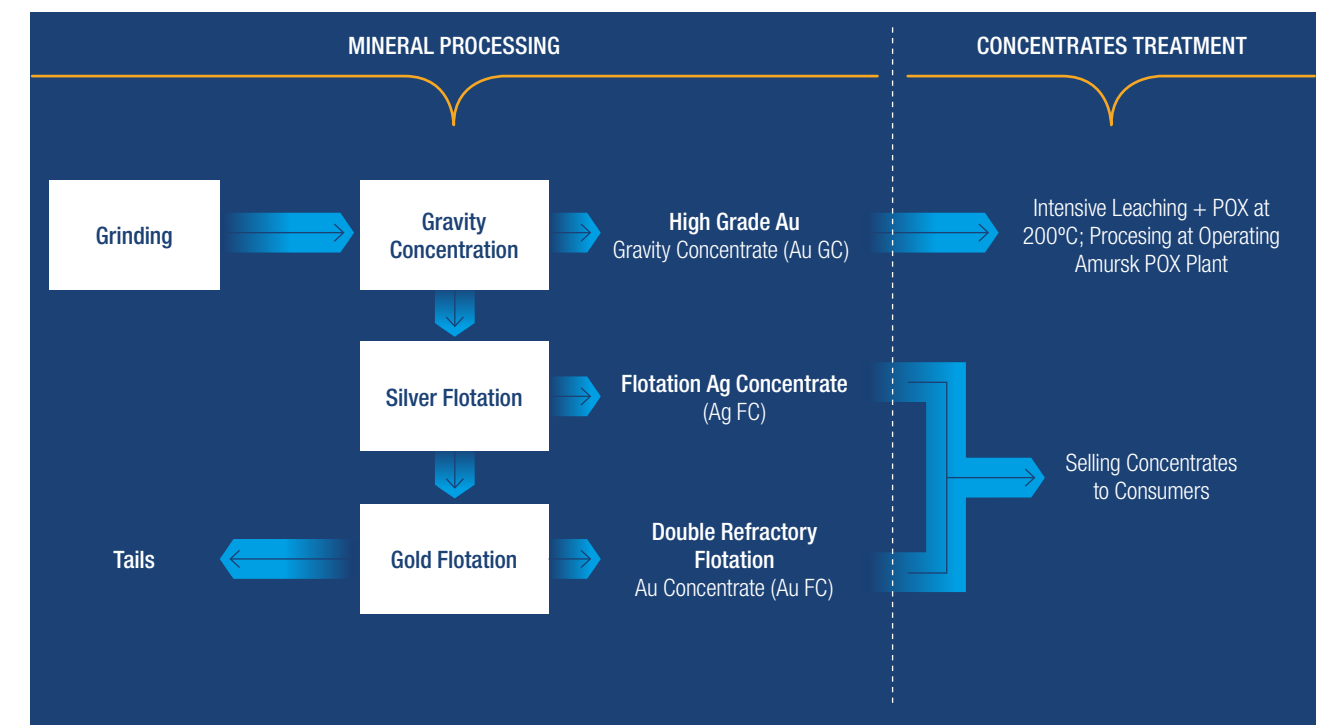 MINERAL PROCESSING
CONCENTRATES TREATMENT
Grinding
Gravity
Concentration
High Grade Au
Gravity Concentrate (Au GC)
Intensive Leaching + POX at
200ºC; Procesing at Operating
Amursk POX Plant
Silver Flotation
Flotation Ag Concentrate
(Ag FC)
Selling Concentrates
to Consumers
Tails
Gold Flotation
Double Refractory
Flotation
Au Concentrate (Au FC)